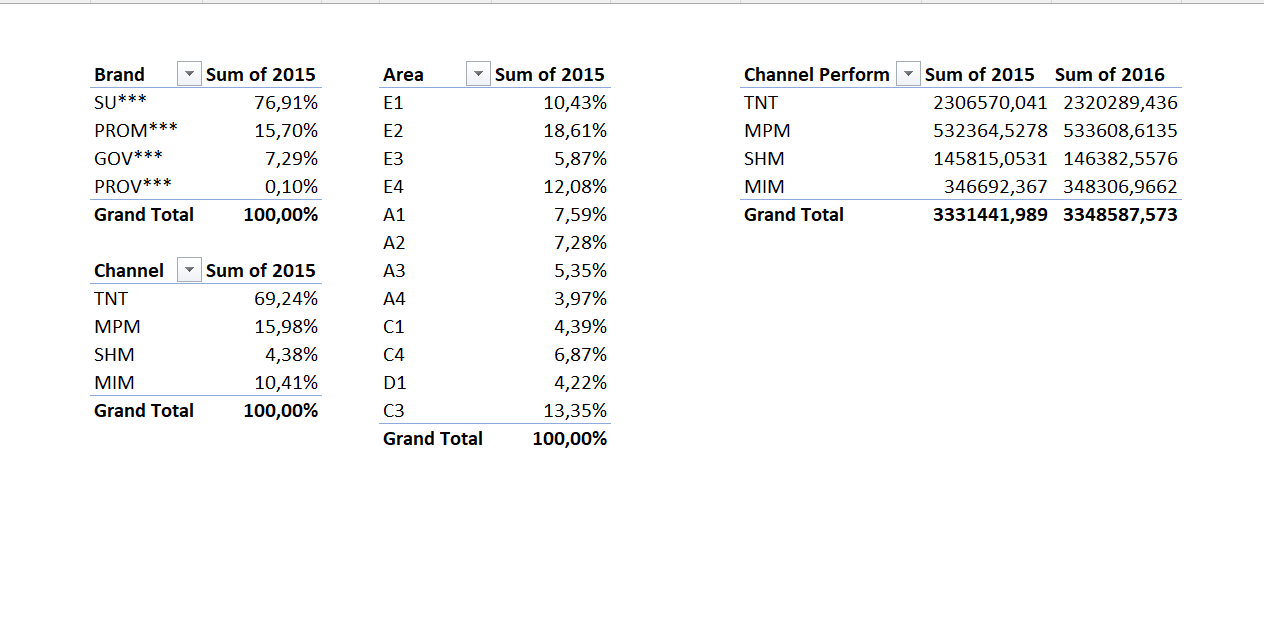 Brand Sum of 2015
SU*** 76,91%
PROM*** 15,70%
GOV*** 7,29%
PROV*** 0,10%
Grand Total 100,00%
Channel Sum of 2015
TNT 69,24%
MPM 15,98%
SHM 4,38%
MIM 10,41%
Grand Total 100,00%
Area Sum of 2015
E1 10,43%
E2 18,61%
E3 5,87%
E4 12,08%
A1 7,59%
A2 7,28%
A3 5,35%
A4 3,97%
C1 4,39%
C4 6,87%
D1 4,22%
C3 13,35%
Grand Total 100,00%
Channel Perform Sum of 2015 Sum of 2016
TNT 2306570,041 2320289,436
MPM 532364,5278 533608,6135
SHM 145815,0531 146382,5576
MIM 346692,367 348306,9662
Grand Total 3331441,989 3348587,573